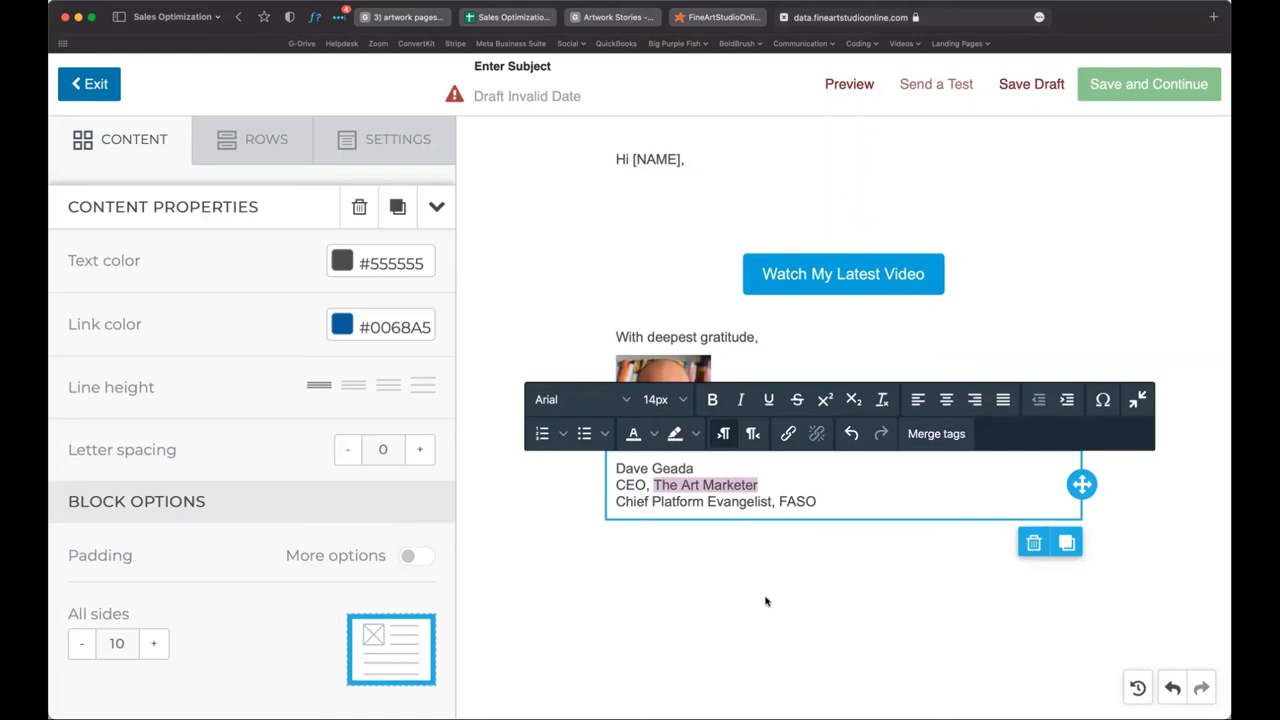 Sales Optimization
4
3) artwork pages...
Sales Optimizatio...
Artwork Stories -...
FineArtStudioOnli...
data.fineartstudioonline.com
G-Drive Helpdesk Zoom ConvertKit Stripe Meta Business Suite Social QuickBooks Big Purple Fish BoldBrush Communication Coding Videos Landing Pages
Exit
Enter Subject
Draft Invalid Date
Preview Send a Test Save Draft Save and Continue
CONTENT ROWS SETTINGS
CONTENT PROPERTIES
Text color #555555
Link color #0068A5
Line height
Letter spacing - 0 +
BLOCK OPTIONS
Padding More options
All sides
- 10 +
Hi [NAME],
Watch My Latest Video
With deepest gratitude,
Arial 14px B I U S X² X₂ Tx Ω
A Merge tags
Dave Geada
CEO, The Art Marketer
Chief Platform Evangelist, FASO